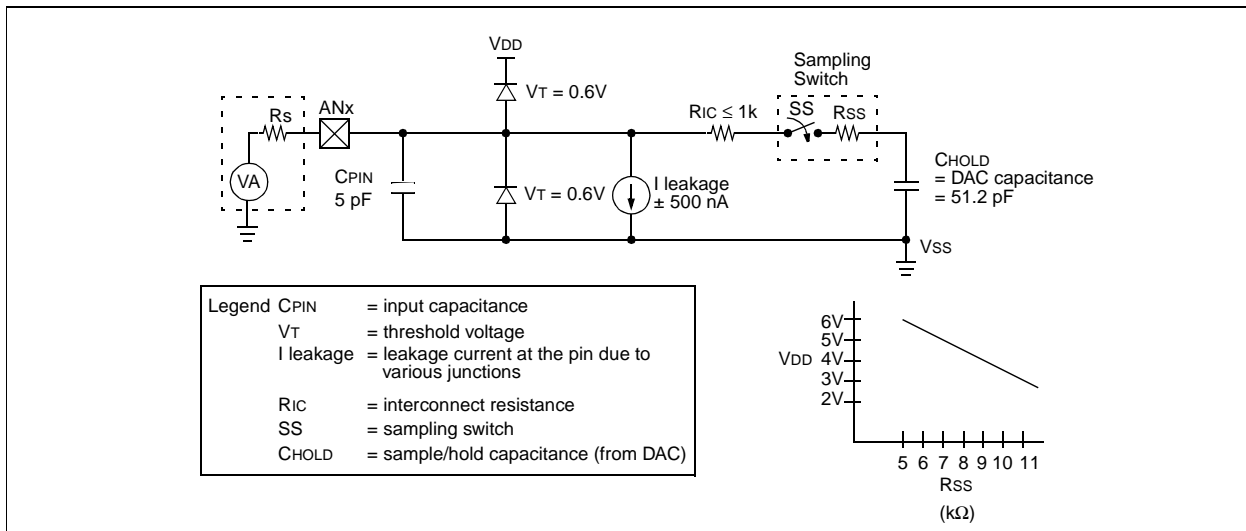 VDD
Sampling
Switch
VT = 0.6V
Rs
ANx
RIC ≤ 1k
SS
RSS
VA
CPIN
5 pF
VT = 0.6V
I leakage
± 500 nA
CHOLD
= DAC capacitance
= 51.2 pF
VSS
Legend CPIN = input capacitance
VT = threshold voltage
I leakage = leakage current at the pin due to
various junctions
RIC = interconnect resistance
SS = sampling switch
CHOLD = sample/hold capacitance (from DAC)
6V
5V
VDD 4V
3V
2V
5 6 7 8 9 10 11
RSS
(kΩ)